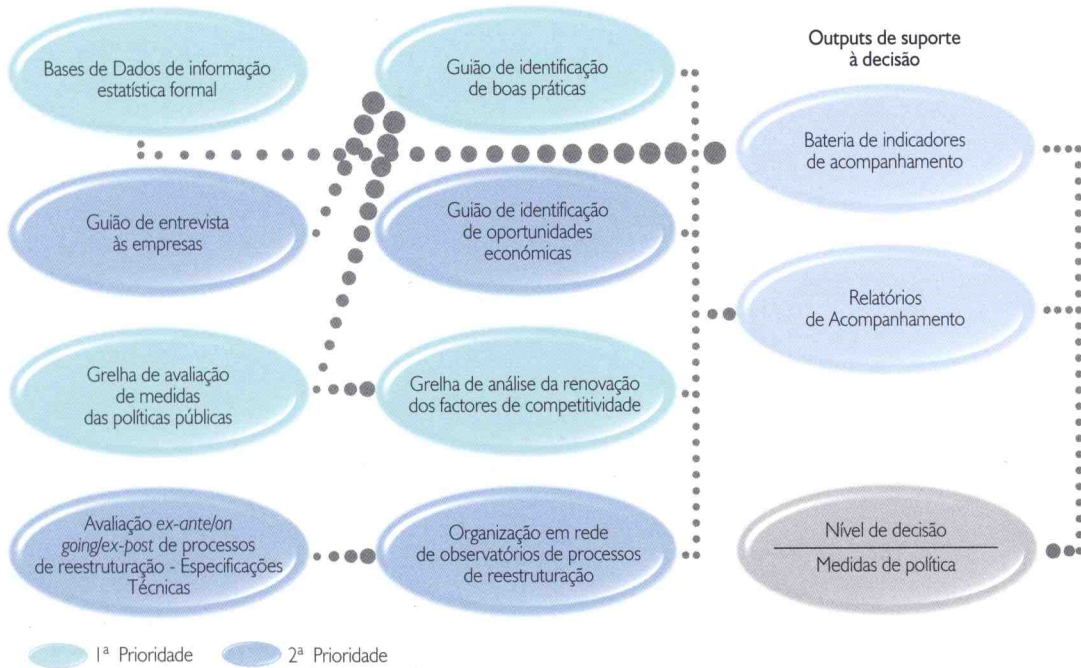 Bases de Dados de informação
estatística formal
Guião de identificação
de boas práticas
Outputs de suporte
à decisão
Bateria de indicadores
de acompanhamento
Guião de entrevista
às empresas
Guião de identificação
de oportunidades
económicas
Relatórios
de Acompanhamento
Grelha de avaliação
de medidas
das políticas públicas
Grelha de análise da renovação
dos factores de competitividade
Avaliação ex-ante/on
going/ex-post de processos
de reestruturação - Especificações
Técnicas
Organização em rede
de observatórios de processos
de reestruturação
Nível de decisão
Medidas de política
1ª Prioridade
2ª Prioridade